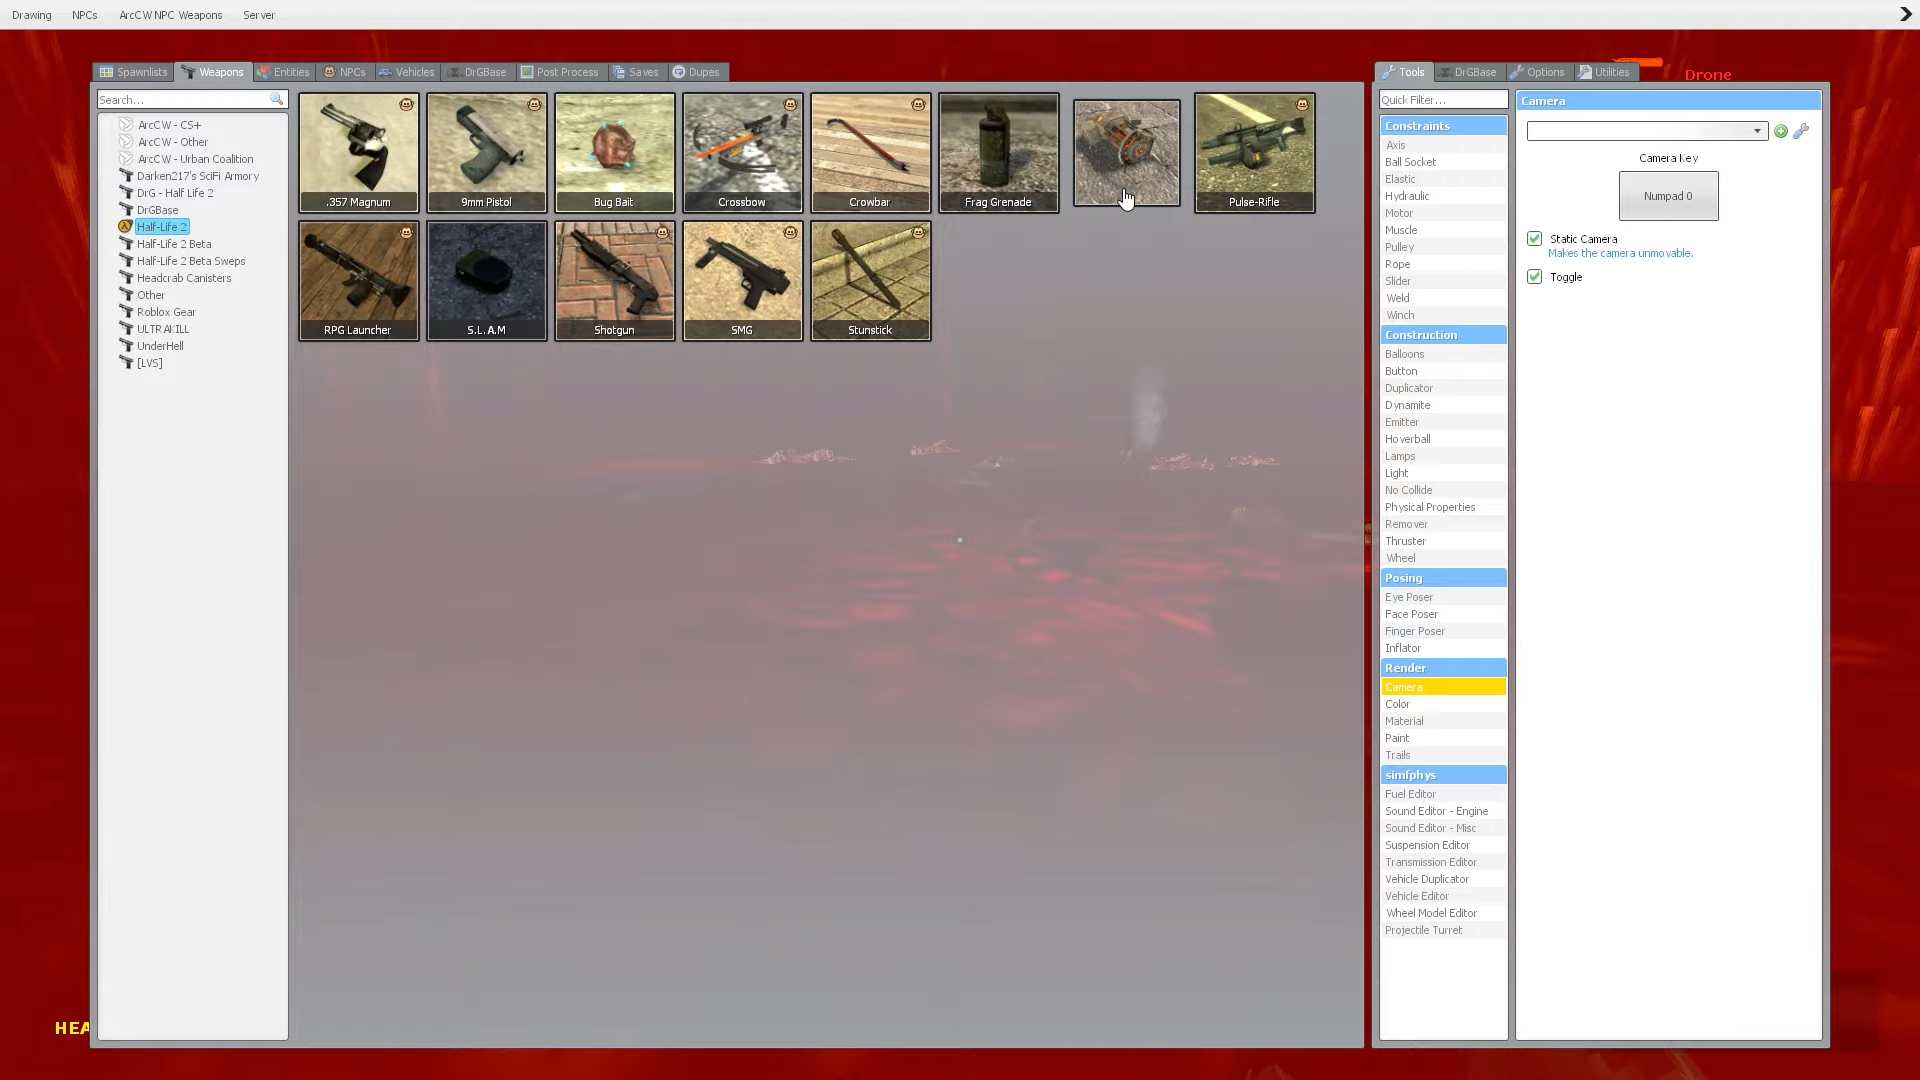 Drawing NPCs ArcCW NPC Weapons Server
Drone
Spawnlists Weapons Entities NPCs Vehicles DrGBase Post Process Saves Dupes
Search...
ArcCW - CS+
ArcCW - Other
ArcCW - Urban Coalition
Darken217's SciFi Armory
DrG - Half Life 2
DrGBase
Half-Life 2
Half-Life 2 Beta
Half-Life 2 Beta Sweps
Headcrab Canisters
Other
Roblox Gear
ULTRAKILL
UnderHell
[LVS]
.357 Magnum 9mm Pistol Bug Bait Crossbow Crowbar Frag Grenade Pulse-Rifle
RPG Launcher S.L.A.M Shotgun SMG Stunstick
Tools DrGBase Options Utilities
Quick Filter...
Constraints
Axis
Ball Socket
Elastic
Hydraulic
Motor
Muscle
Pulley
Rope
Slider
Weld
Winch
Construction
Balloons
Button
Duplicator
Dynamite
Emitter
Hoverball
Lamps
Light
No Collide
Physical Properties
Remover
Thruster
Wheel
Posing
Eye Poser
Face Poser
Finger Poser
Inflator
Render
Camera
Color
Material
Paint
Trails
simfphys
Fuel Editor
Sound Editor - Engine
Sound Editor - Misc
Suspension Editor
Transmission Editor
Vehicle Duplicator
Vehicle Editor
Wheel Model Editor
Projectile Turret
Camera
Camera Key
Numpad 0
Static Camera
Makes the camera unmovable.
Toggle
HEA